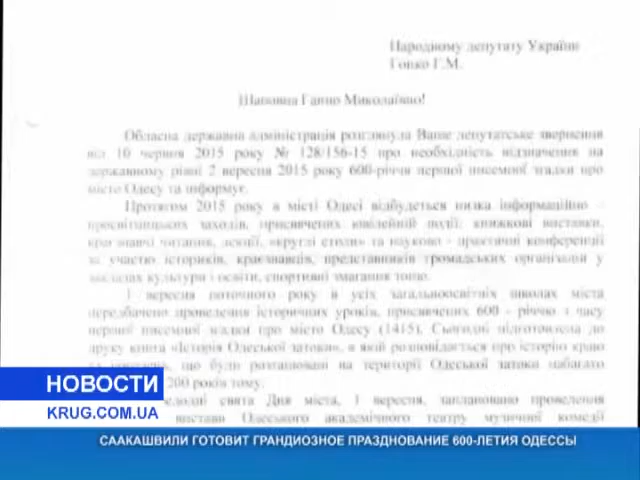 Народному депутату України
Гопко Г.М.
Шановна Ганно Миколаївно!
Обласна державна адміністрація розглянула Ваше депутатське звернення
від 10 червня 2015 року № 128/156-15 про необхідність відзначення на
державному рівні 2 вересня 2015 року 600-річчя першої писемної згадки про
місто Одесу та інформує.
Протягом 2015 року в місті Одесі відбудеться низка інформаційно -
просвітницьких заходів, присвячених ювілейній події: книжкові виставки,
краєзнавчі читання, лекції, «круглі столи» та науково - практичні конференції
за участю істориків, краєзнавців, представників громадських організацій у
закладах культури і освіти, спортивні змагання тощо.
1 вересня поточного року в усіх загальноосвітніх школах міста
передбачено проведення історичних уроків, присвячених 600 - річчю з часу
першої писемної згадки про місто Одесу (1415). Сьогодні підготовлена до
друку книга «Історія Одеської затоки», в якій розповідається про історію краю
що були розташовані на території Одеської затоки набагато
200 років тому.
свята Дня міста, 1 вересня, заплановано проведення
вистави Одеського академічного театру музичної комедії
НОВОСТИ
KRUG.COM.UA
СААКАШВИЛИ ГОТОВИТ ГРАНДИОЗНОЕ ПРАЗДНОВАНИЕ 600-ЛЕТИЯ ОДЕССЫ